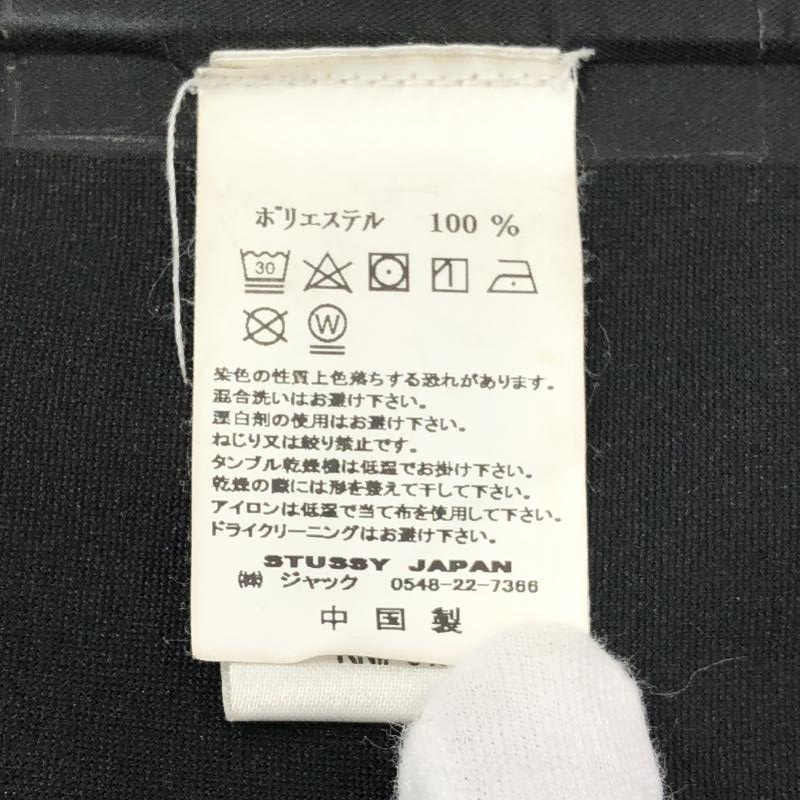 ポリエステル 100 %
30
W
染色の性質上色落ちする恐れがあります。
混合洗いはお避け下さい。
漂白剤の使用はお避け下さい。
ねじり又は絞り禁止です。
タンブル乾燥機は低温でお掛け下さい。
乾燥の際には形を整えて干して下さい。
アイロンは低温で当て布を使用して下さい。
ドライクリーニングはお避け下さい。
STUSSY JAPAN
㈱ ジャック 0548-22-7366
中国製